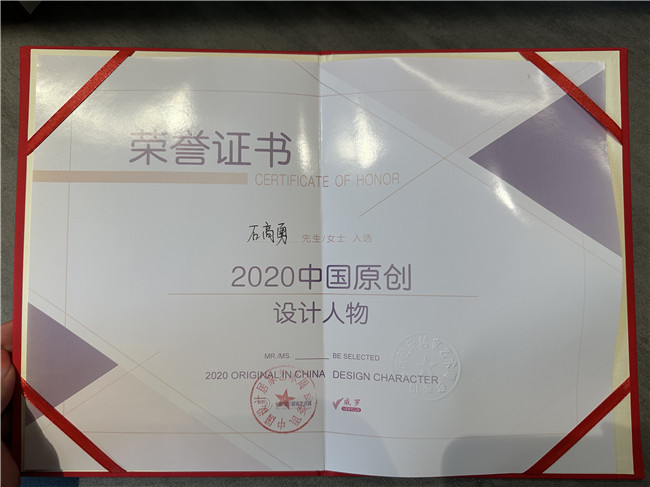 荣誉证书
CERTIFICATE OF HONOR
石高勇 先生/女士 入选
2020中国原创
设计人物
MR./MS. ________ BE SELECTED
2020 ORIGINAL IN CHINA DESIGN CHARACTER